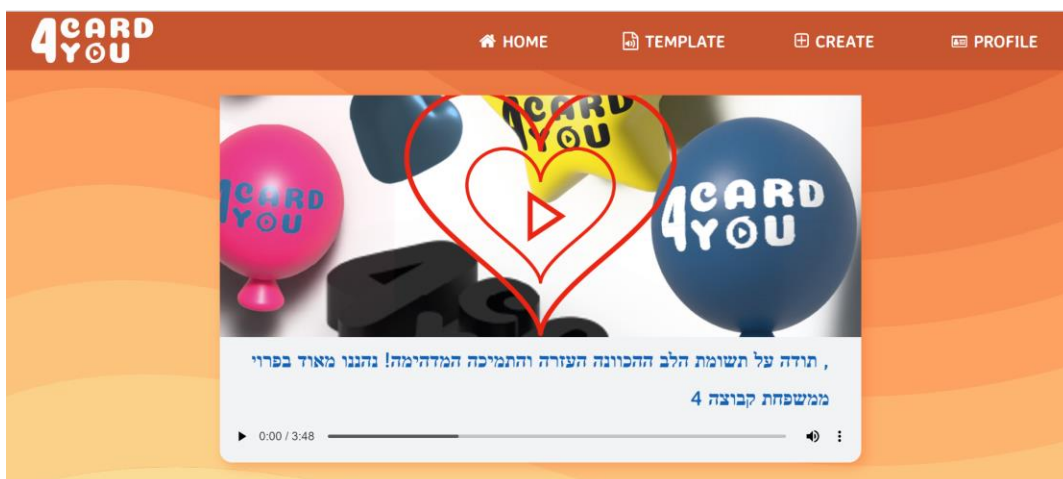 4CARD
YOU
HOME
TEMPLATE
CREATE
PROFILE
4CARD
YOU
4CARD
YOU
4CARD
YOU
, תודה על תשומת הלב ההכוונה העזרה והתמיכה המדהימה! נהננו מאוד בפרוי
ממשפחת קבוצה 4
0:00 / 3:48